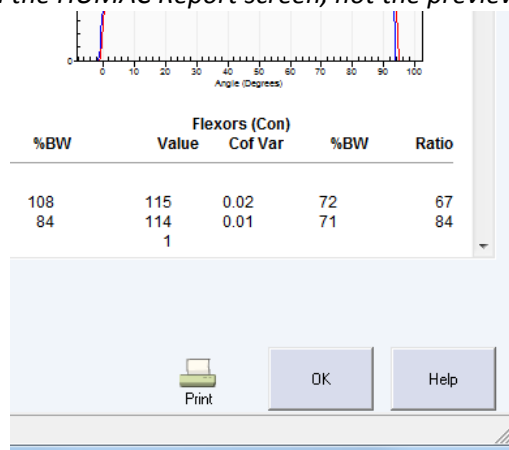 the HUMAC Report screen, not the preview
0
0 10 20 30 40 50 60 70 80 90 100
Angle (Degrees)
Flexors (Con)
%BW Value Cof Var %BW Ratio
108 115 0.02 72 67
84 114 0.01 71 84
1
Print OK Help